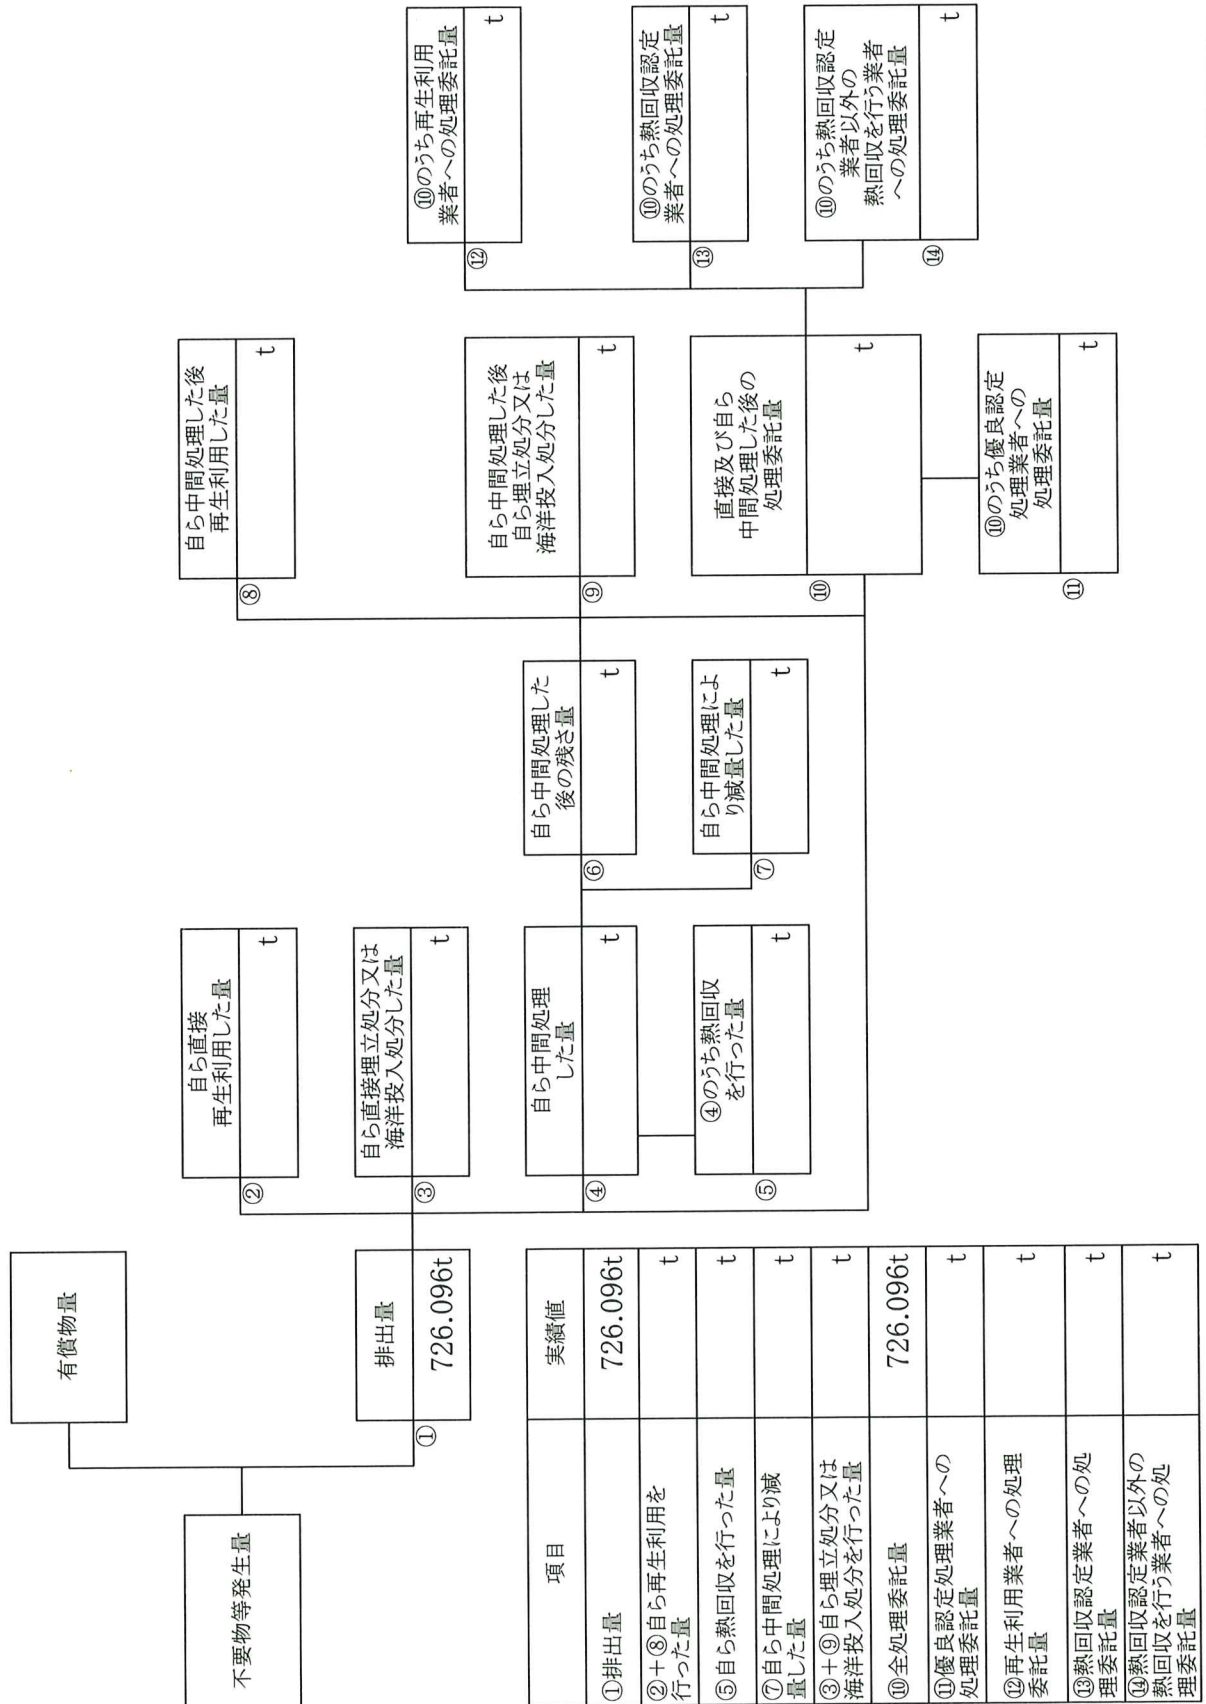 不要物等発生量
有償物量
①
排出量
726.096t
②
自ら直接
再生利用した量
t
③
自ら直接埋立処分又は
海洋投入処分した量
t
④
自ら中間処理
した量
t
⑤
④のうち熱回収
を行った量
t
⑥
自ら中間処理した
後の残さ量
t
⑦
自ら中間処理によ
り減量した量
t
⑧
自ら中間処理した後
再生利用した量
t
⑨
自ら中間処理した後
自ら埋立処分又は
海洋投入処分した量
t
⑩
直接及び自ら
中間処理した後の
処理委託量
t
⑪
⑩のうち優良認定
処理業者への
処理委託量
t
⑫
⑩のうち再生利用
業者への処理委託量
t
⑬
⑩のうち熱回収認定
業者への処理委託量
t
⑭
⑩のうち熱回収認定
業者以外の
熱回収を行う業者
への処理委託量
t
項目 実績値
①排出量 726.096t
②+⑧自ら再生利用を
行った量 t
⑤自ら熱回収を行った量 t
⑦自ら中間処理により減
量した量 t
③+⑨自ら埋立処分又は
海洋投入処分を行った量 t
⑩全処理委託量 726.096t
⑪優良認定処理業者への
処理委託量 t
⑫再生利用業者への処理
委託量 t
⑬熱回収認定業者への処
理委託量 t
⑭熱回収認定業者以外の
熱回収を行う業者への処
理委託量 t